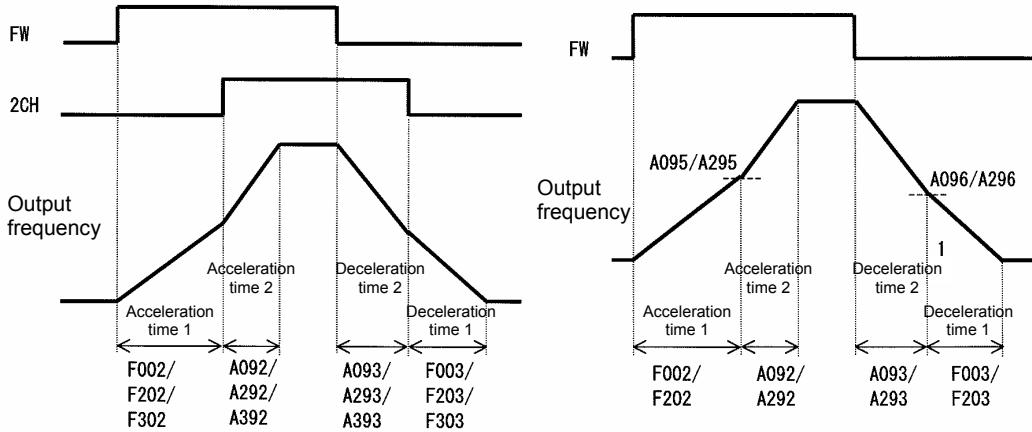 FW
2CH
Output
frequency
Acceleration
time 2
Deceleration
time 2
Acceleration
time 1
Deceleration
time 1
F002/
F202/
F302
A092/
A292/
A392
A093/
A293/
A393
F003/
F203/
F303
FW
A095/A295
A096/A296
Output
frequency
1
Acceleration
time 2
Deceleration
time 2
Acceleration
time 1
Deceleration
time 1
F002/
F202
A092/
A292
A093/
A293
F003/
F203